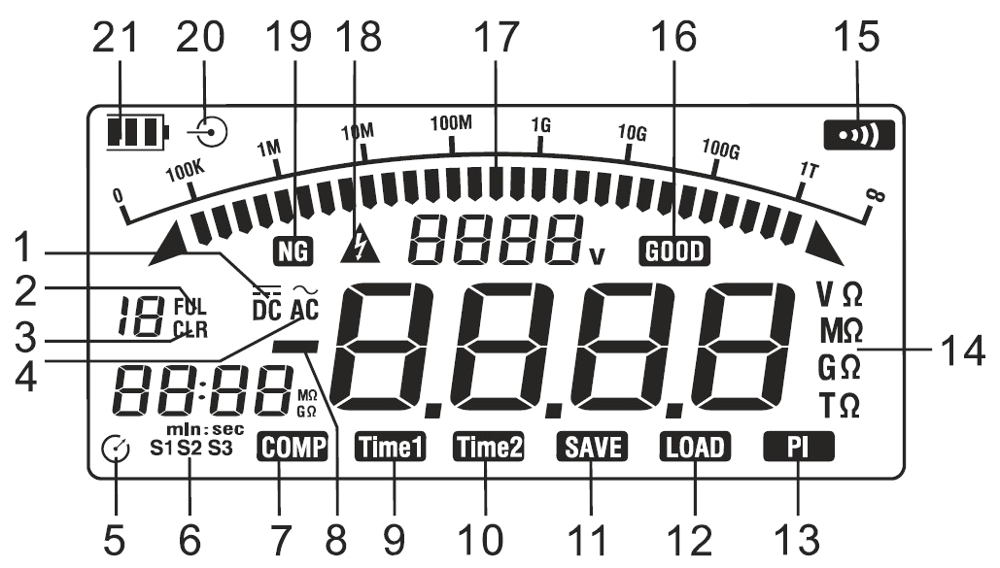 21 20 19 18 17 16 15
0 100K 1M 10M 100M 1G 10G 100G 1T ∞
NG 8888 v GOOD
1
2
3
4
18 FUL
CLR
DC AC
-8.8.8.8
V Ω
MΩ
GΩ
TΩ
14
88:88 MΩ
GΩ
mIn:sec
S1 S2 S3
COMP Time1 Time2 SAVE LOAD PI
5 6 7 8 9 10 11 12 13